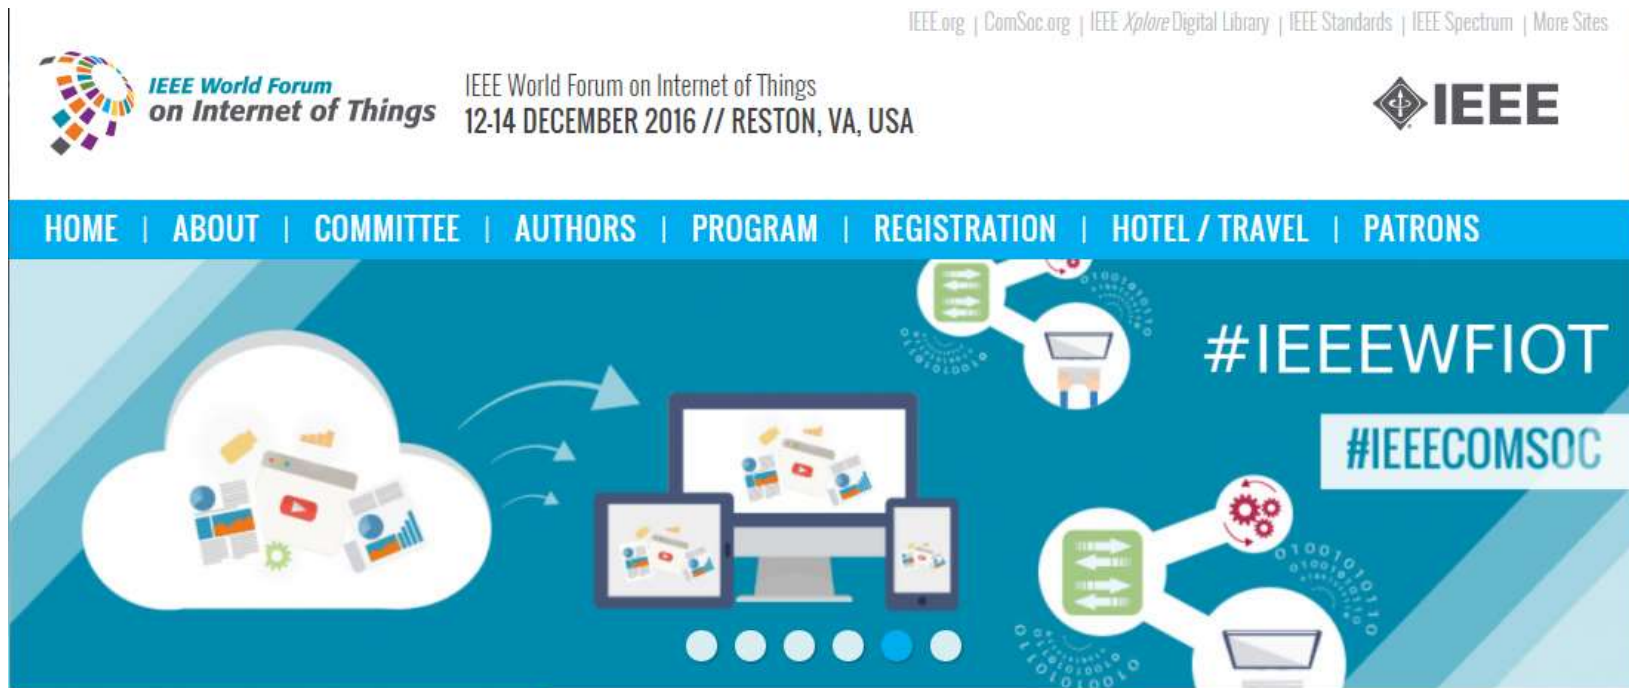 IEEE.org | ComSoc.org | IEEE Xplore Digital Library | IEEE Standards | IEEE Spectrum | More Sites
IEEE World Forum
on Internet of Things
IEEE World Forum on Internet of Things
12-14 DECEMBER 2016 // RESTON, VA, USA
IEEE
HOME | ABOUT | COMMITTEE | AUTHORS | PROGRAM | REGISTRATION | HOTEL / TRAVEL | PATRONS
#IEEEWFIOT
#IEEECOMSOC